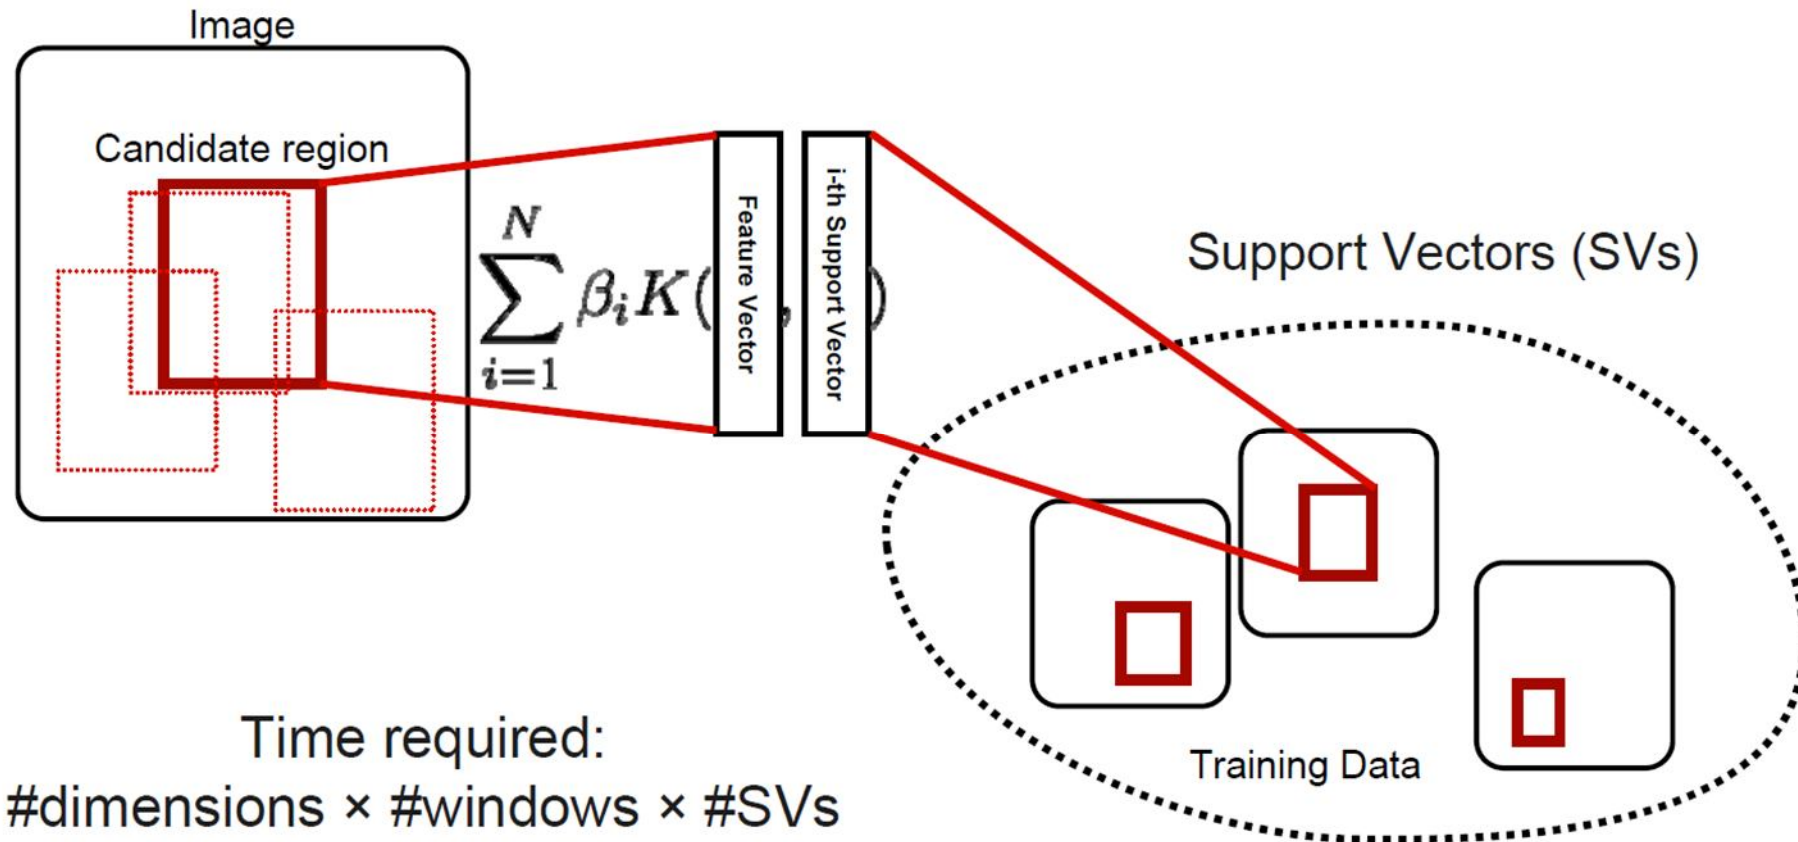 Image
Candidate region
N
∑ β_i K( , )
i=1
Feature Vector
i-th Support Vector
Support Vectors (SVs)
Training Data
Time required:
#dimensions × #windows × #SVs